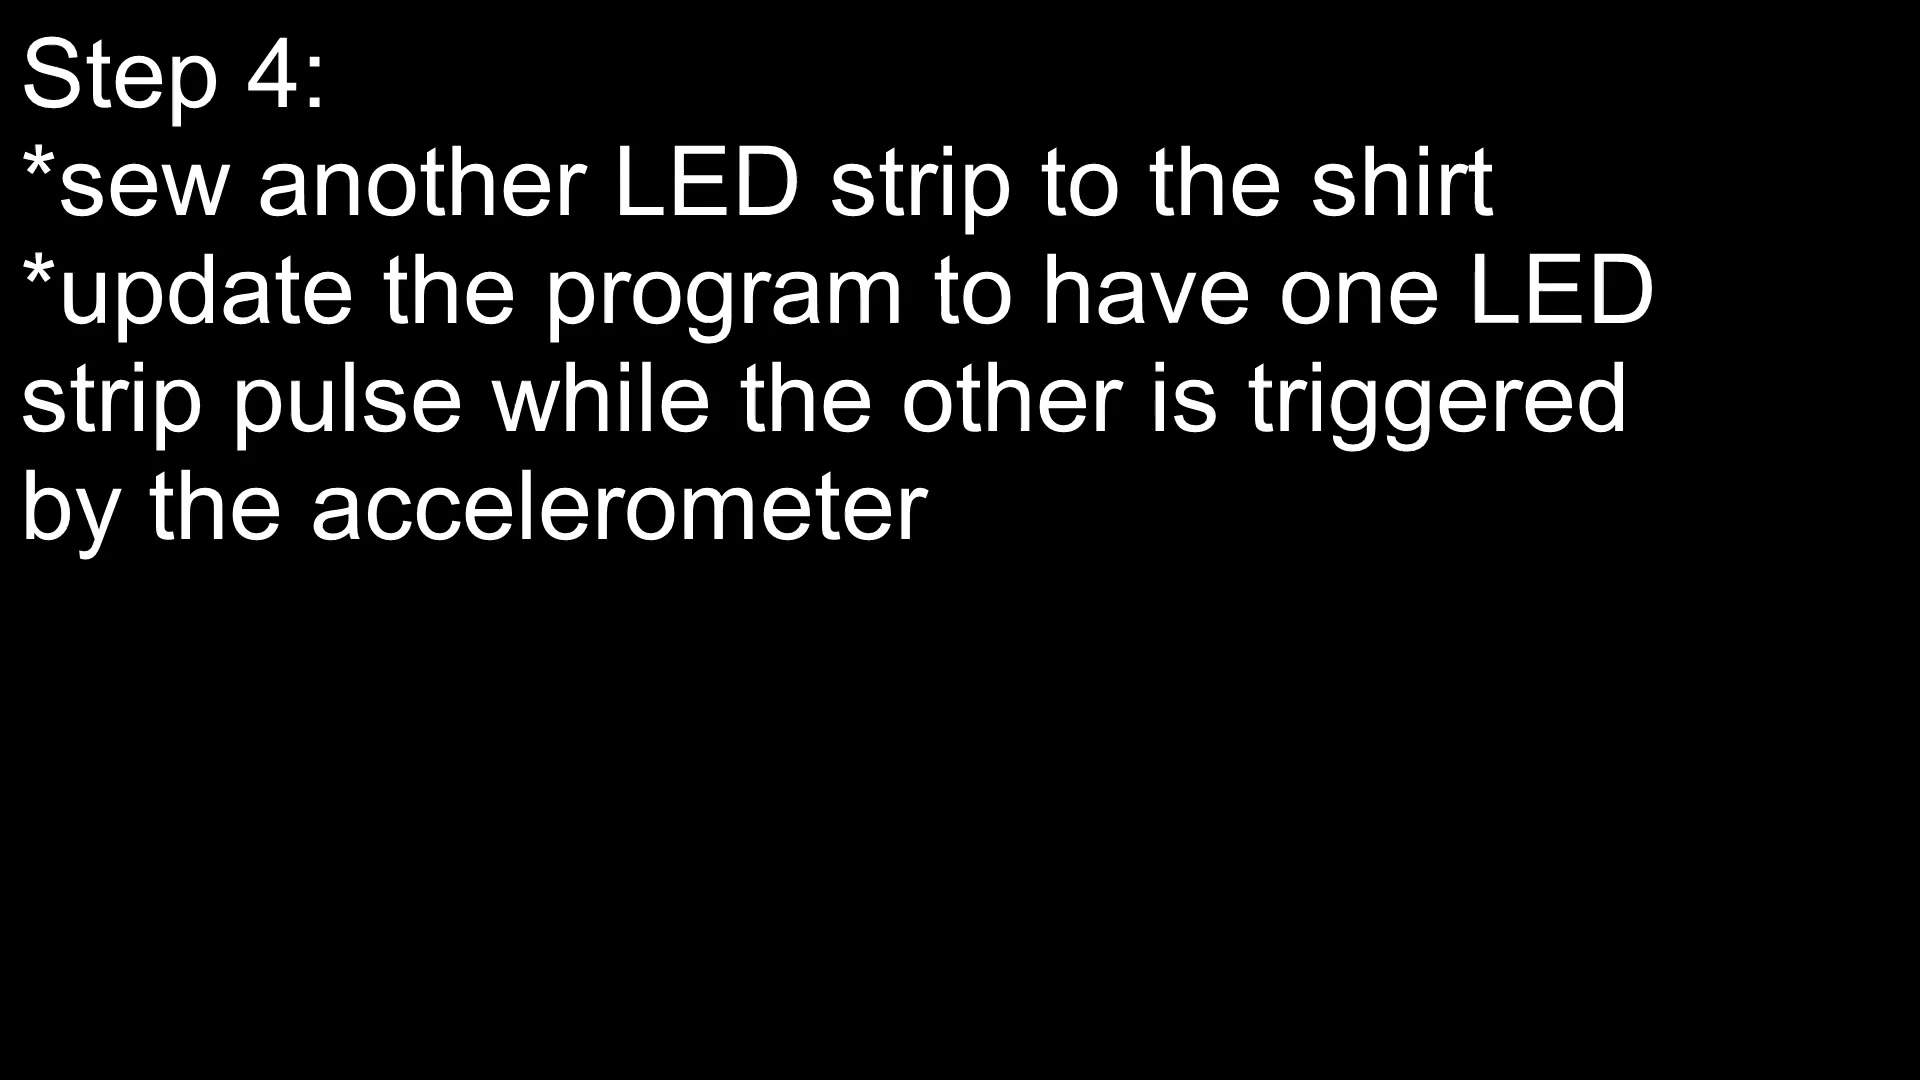 Step 4:
*sew another LED strip to the shirt
*update the program to have one LED
strip pulse while the other is triggered
by the accelerometer